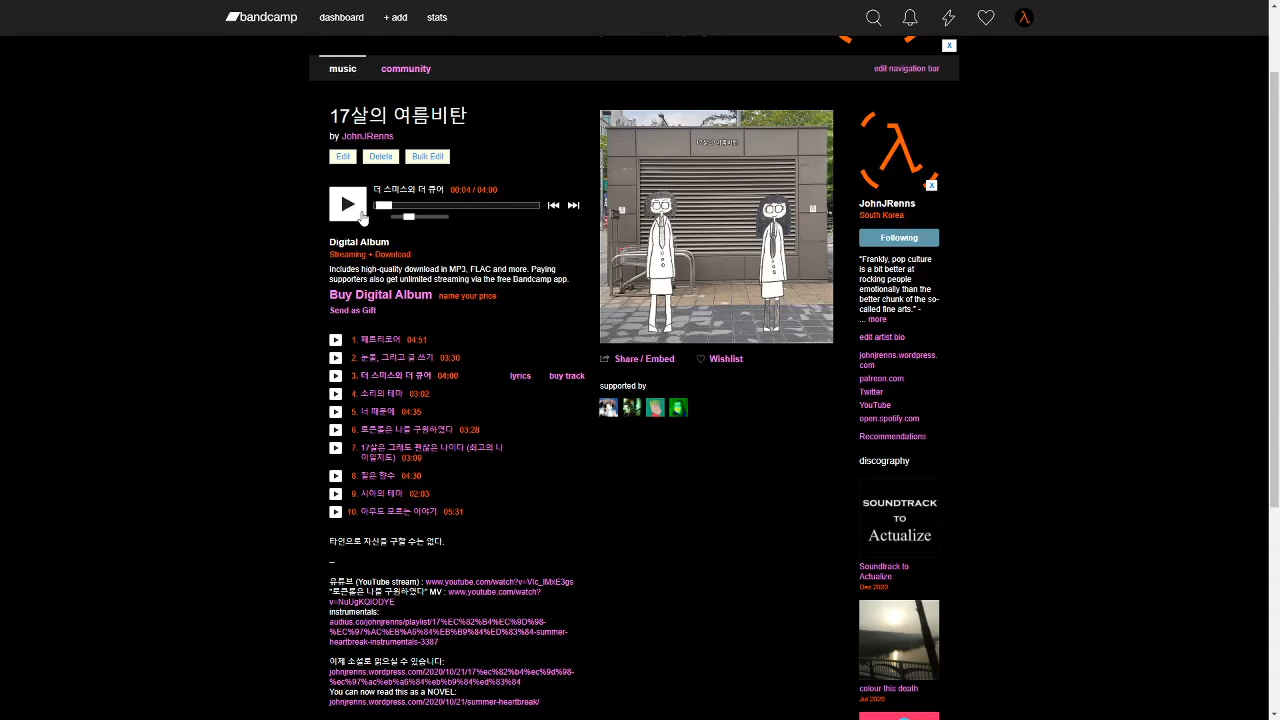 bandcamp dashboard + add stats
X
music community edit navigation bar
17살의 여름비탄
by JohnJRenns
Edit Delete Bulk Edit
더 스미스와 더 큐어 00:04 / 04:00
Digital Album
Streaming + Download
Includes high-quality download in MP3, FLAC and more. Paying
supporters also get unlimited streaming via the free Bandcamp app.
Buy Digital Album name your price
Send as Gift
1. 페트리코어 04:51
2. 눈물, 그리고 글 쓰기 03:30
3. 더 스미스와 더 큐어 04:00 lyrics buy track
4. 소리의 테마 03:02
5. 너 때문에 04:35
6. 로큰롤은 나를 구원하였다 03:28
7. 17살은 그래도 괜찮은 나이다 (최고의 나
이일지도) 03:09
8. 짙은 향수 04:30
9. 시아의 테마 02:03
10. 아무도 모르는 이야기 05:31
타인으로 자신를 구할 수는 없다.
--
유튜브 (YouTube stream) : www.youtube.com/watch?v=Vlc_IMxE3gs
"로큰롤은 나를 구원하였다" MV : www.youtube.com/watch?
v=NuUgKQIODYE
instrumentals:
audius.co/johnjrenns/playlist/17%EC%82%B4%EC%9D%98-
%EC%97%AC%EB%A6%84%EB%B9%84%ED%83%84-summer-
heartbreak-instrumentals-3387
이제 소설로 읽으실 수 있습니다:
johnjrenns.wordpress.com/2020/10/21/17%ec%82%b4%ec%9d%98-
%ec%97%ac%eb%a6%84%eb%b9%84%ed%83%84
You can now read this as a NOVEL:
johnjrenns.wordpress.com/2020/10/21/summer-heartbreak/
17살의 여름비탄
Share / Embed Wishlist
supported by
X
JohnJRenns
South Korea
Following
"Frankly, pop culture
is a bit better at
rocking people
emotionally than the
better chunk of the so-
called fine arts." -
... more
edit artist bio
johnjrenns.wordpress.
com
patreon.com
Twitter
YouTube
open.spotify.com
Recommendations
discography
SOUNDTRACK
TO
Actualize
Soundtrack to
Actualize
Dec 2020
colour this death
Jul 2020